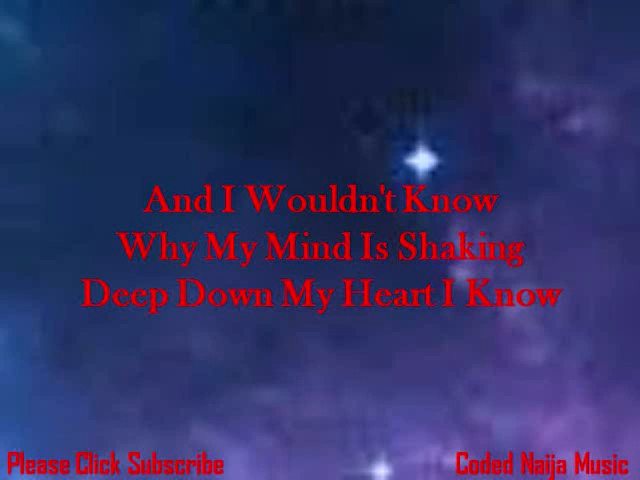 And I Wouldn't Know
Why My Mind Is Shaking
Deep Down My Heart I Know
Please Click Subscribe
Coded Naija Music